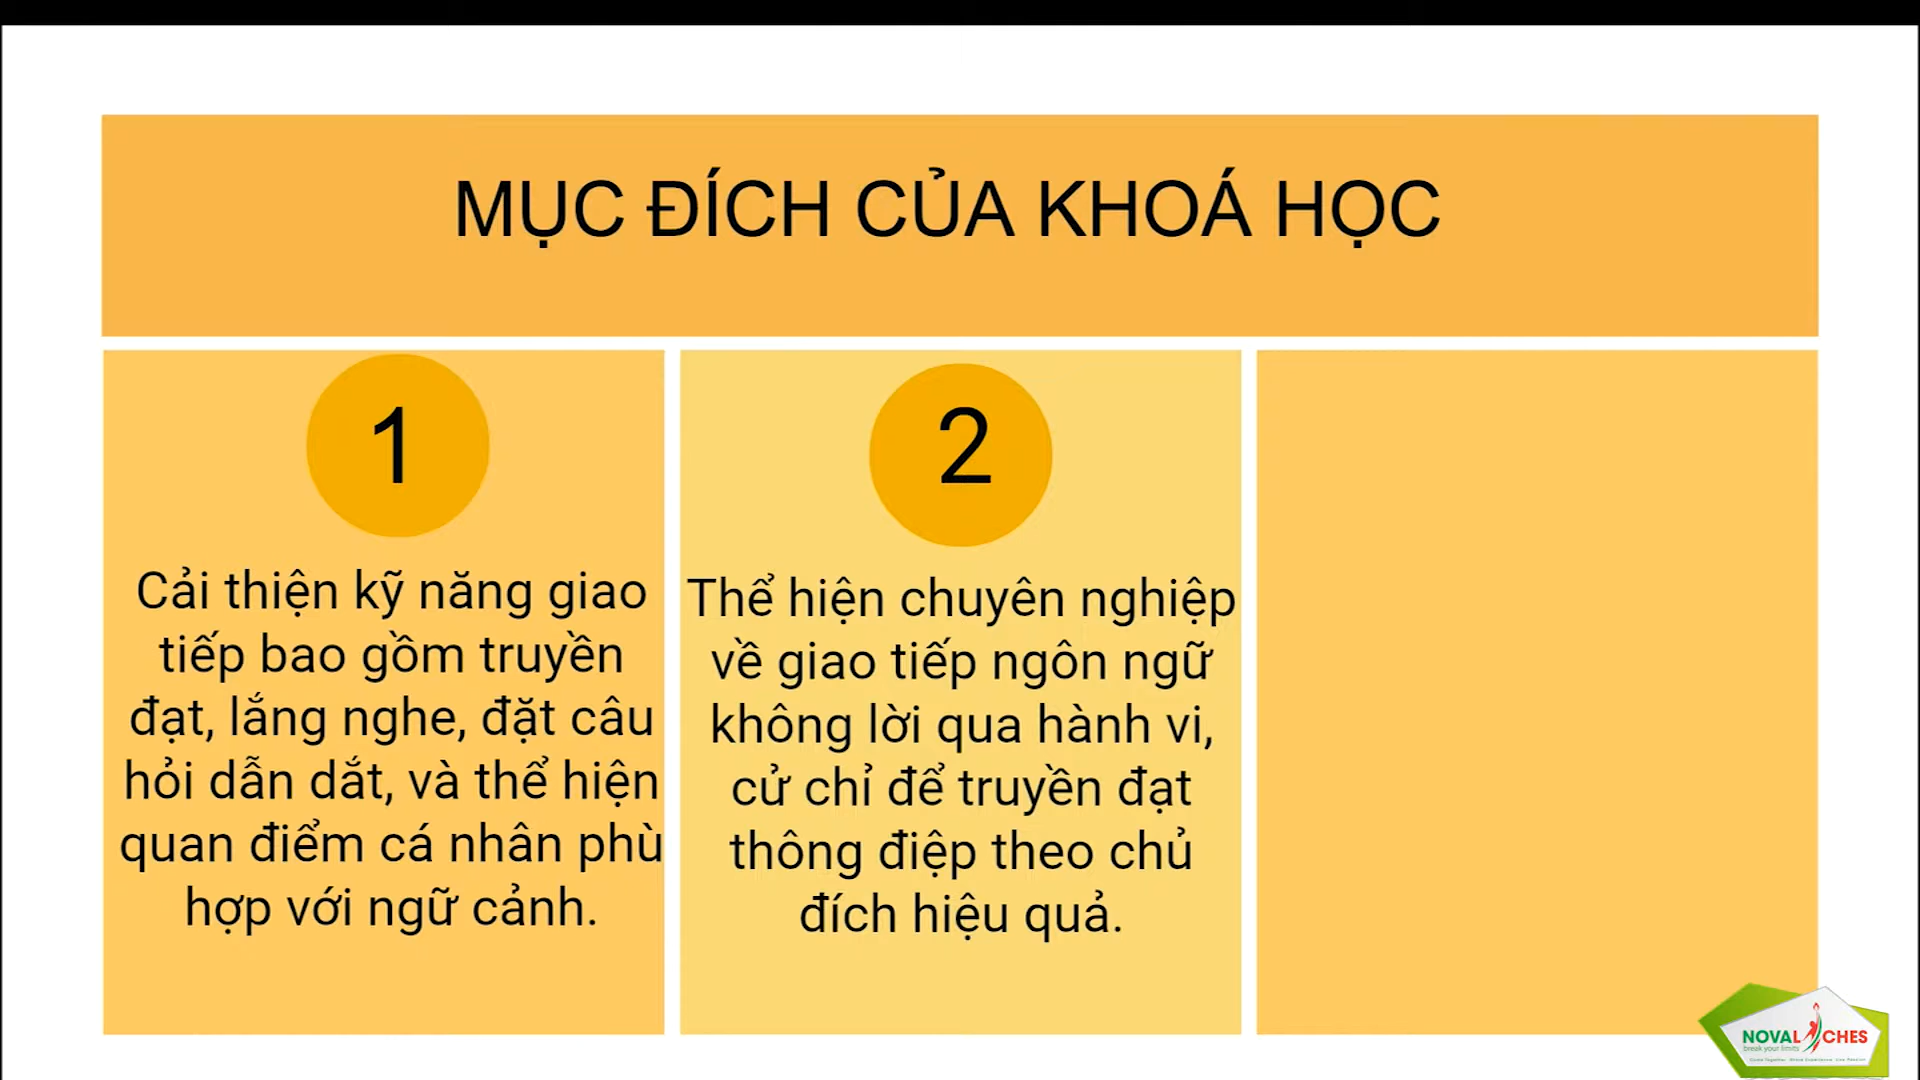 MỤC ĐÍCH CỦA KHOÁ HỌC
1
Cải thiện kỹ năng giao
tiếp bao gồm truyền
đạt, lắng nghe, đặt câu
hỏi dẫn dắt, và thể hiện
quan điểm cá nhân phù
hợp với ngữ cảnh.
2
Thể hiện chuyên nghiệp
về giao tiếp ngôn ngữ
không lời qua hành vi,
cử chỉ để truyền đạt
thông điệp theo chủ
đích hiệu quả.
NOVAL CHES
break your limits